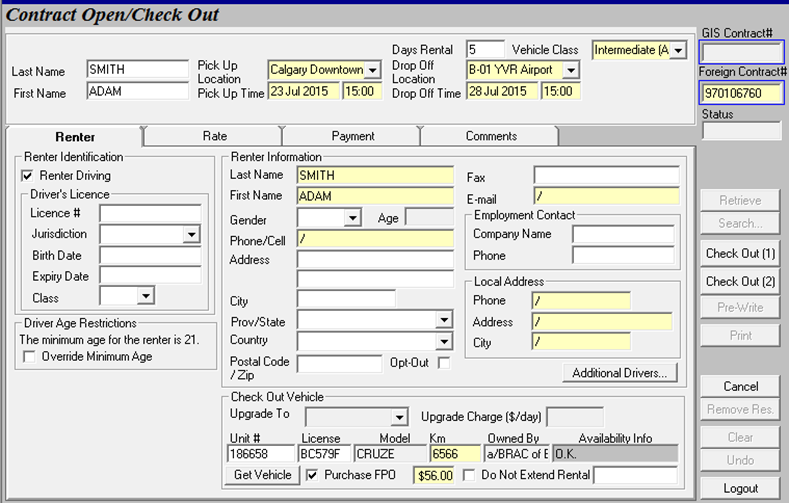 Contract Open/Check Out
GIS Contract#
Days Rental 5 Vehicle Class Intermediate (A
Last Name SMITH Pick Up Location Calgary Downtown Drop Off Location B-01 YVR Airport
Foreign Contract#
970106760
First Name ADAM Pick Up Time 23 Jul 2015 15:00 Drop Off Time 28 Jul 2015 15:00
Status
Renter Rate Payment Comments
Renter Identification
Renter Driving
Driver's Licence
Licence #
Jurisdiction
Birth Date
Expiry Date
Class
Driver Age Restrictions
The minimum age for the renter is 21.
Override Minimum Age
Renter Information
Last Name SMITH
First Name ADAM
Gender Age
Phone/Cell /
Address
City
Prov/State
Country
Postal Code / Zip Opt-Out
Fax
E-mail /
Employment Contact
Company Name
Phone
Local Address
Phone /
Address /
City /
Additional Drivers...
Check Out Vehicle
Upgrade To Upgrade Charge ($/day)
Unit # License Model Km Owned By Availability Info
186658 BC579F CRUZE 6566 a/BRAC of E O.K.
Get Vehicle Purchase FPO $56.00 Do Not Extend Rental
Retrieve
Search...
Check Out (1)
Check Out (2)
Pre-Write
Print
Cancel
Remove Res.
Clear
Undo
Logout